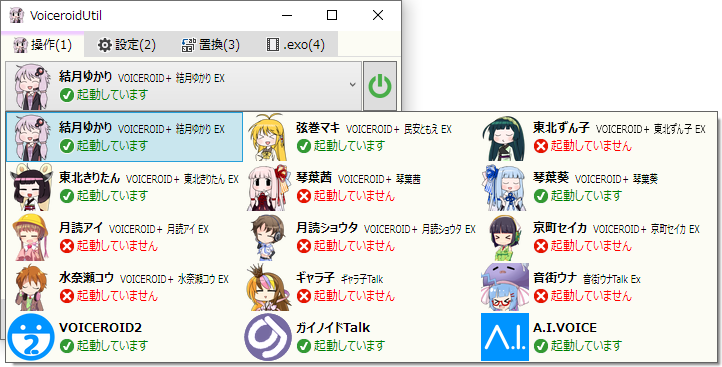 VoiceroidUtil
操作(1) 設定(2) 置換(3) .exo(4)
結月ゆかり VOICEROID+ 結月ゆかり EX
起動しています
結月ゆかり VOICEROID+ 結月ゆかり EX
起動しています
弦巻マキ VOICEROID+ 民安ともえ EX
起動しています
東北ずん子 VOICEROID+ 東北ずん子 EX
起動していません
東北きりたん VOICEROID+ 東北きりたん EX
起動しています
琴葉茜 VOICEROID+ 琴葉茜
起動していません
琴葉葵 VOICEROID+ 琴葉葵
起動しています
月読アイ VOICEROID+ 月読アイ EX
起動していません
月読ショウタ VOICEROID+ 月読ショウタ EX
起動していません
京町セイカ VOICEROID+ 京町セイカ EX
起動していません
水奈瀬コウ VOICEROID+ 水奈瀬コウ EX
起動していません
ギャラ子 ギャラ子Talk
起動していません
音街ウナ 音街ウナTalk Ex
起動していません
2
VOICEROID2
起動しています
ガイノイドTalk
起動しています
A.I.
A.I.VOICE
起動しています